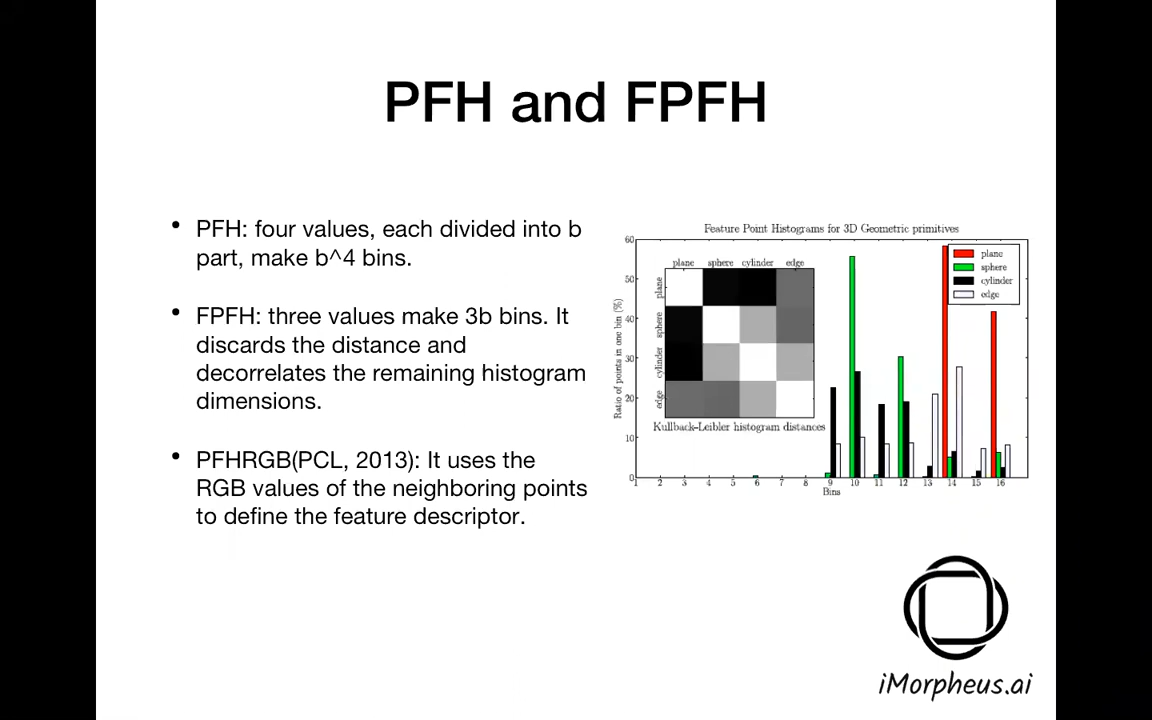 PFH and FPFH
• PFH: four values, each divided into b
part, make b^4 bins.
• FPFH: three values make 3b bins. It
discards the distance and
decorrelates the remaining histogram
dimensions.
• PFHRGB(PCL, 2013): It uses the
RGB values of the neighboring points
to define the feature descriptor.
Feature Point Histograms for 3D Geometric primitives
60
50
40
30
20
10
0
Ratio of points in one bin (%)
plane sphere cylinder edge
plane
sphere
cylinder
edge
Kullback-Leibler histogram distances
plane
sphere
cylinder
edge
1 2 3 4 5 6 7 8 9 10 11 12 13 14 15 16
Bins
iMorpheus.ai